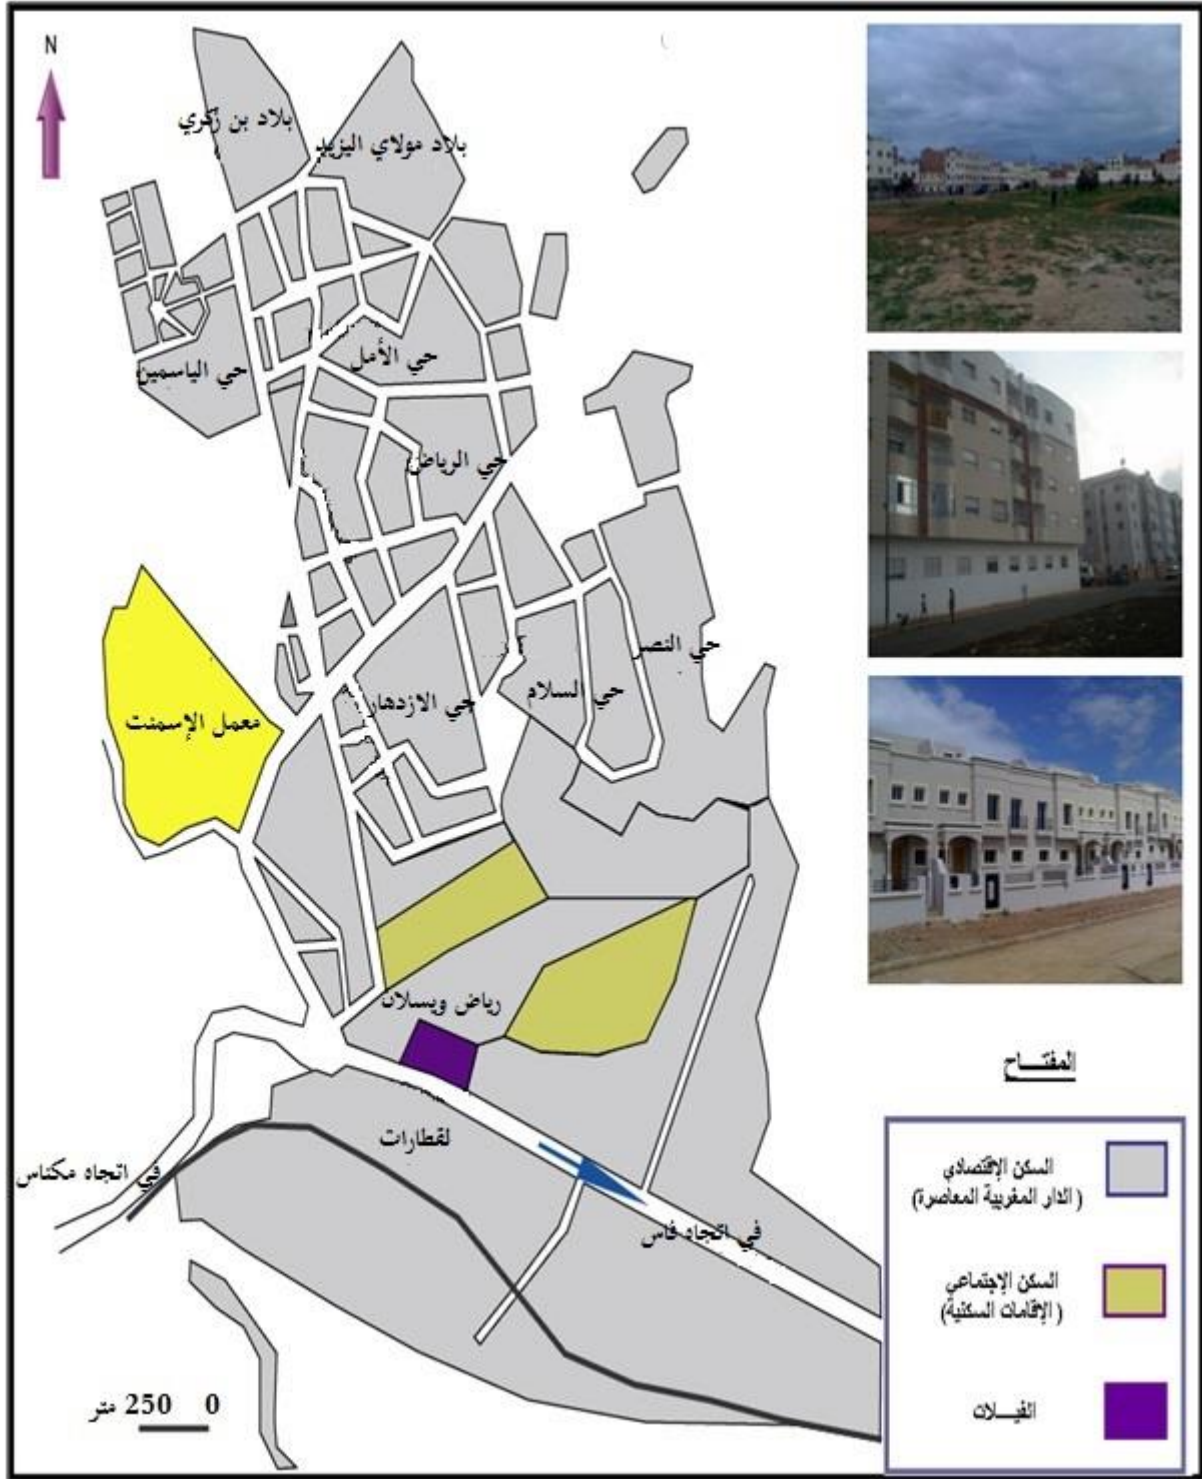 N
بلاد بن زكري
بلاد مولاي اليزيد
حي الأمل
حي الياسمين
حي الرياض
حي النصر
حي السلام
حي الازدهار
معمل الإسمنت
رياض ويسلان
لقطارات
في اتجاه مكناس
في اتجاه فاس
المفتـــاح
السكن الإقتصادي
( الدار المغربية المعاصرة)
السكن الإجتماعي
( الإقامات السكنية)
الفيـــلات
0 250 متر